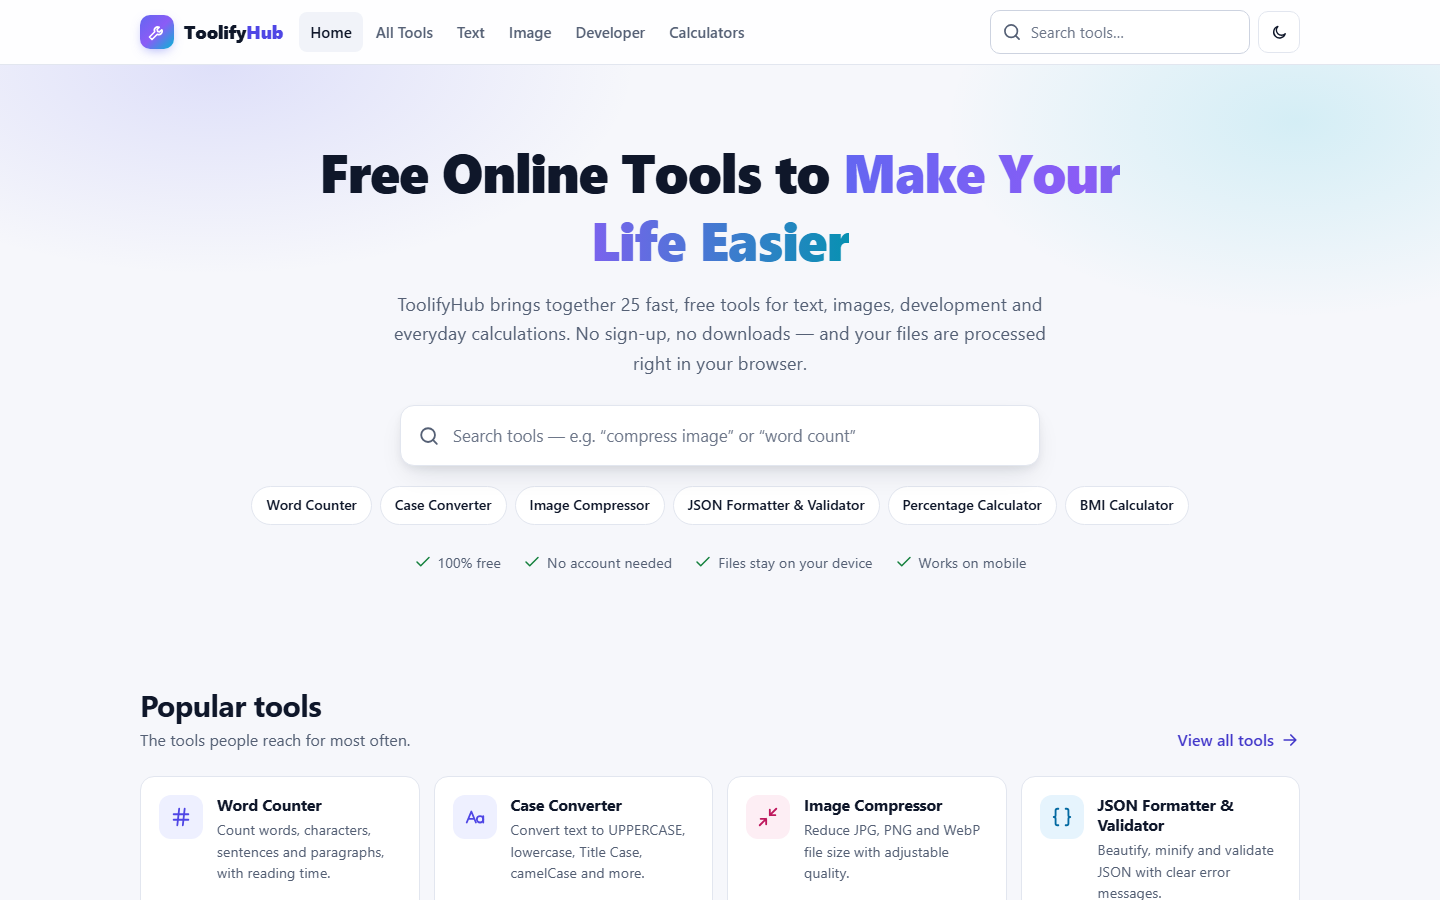 ToolifyHub
Home
All Tools
Text
Image
Developer
Calculators
Search tools...
Free Online Tools to Make Your
Life Easier
ToolifyHub brings together 25 fast, free tools for text, images, development and
everyday calculations. No sign-up, no downloads — and your files are processed
right in your browser.
Search tools — e.g. “compress image” or “word count”
Word Counter
Case Converter
Image Compressor
JSON Formatter & Validator
Percentage Calculator
BMI Calculator
100% free
No account needed
Files stay on your device
Works on mobile
Popular tools
The tools people reach for most often.
View all tools
Word Counter
Count words, characters,
sentences and paragraphs,
with reading time.
Aa
Case Converter
Convert text to UPPERCASE,
lowercase, Title Case,
camelCase and more.
Image Compressor
Reduce JPG, PNG and WebP
file size with adjustable
quality.
JSON Formatter &
Validator
Beautify, minify and validate
JSON with clear error
messages.